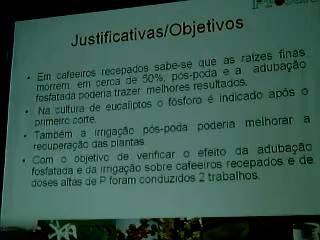 Justificativas/Objetivos
• Em cafeeiros recepados sabe-se que as raízes finas
morrem, em cerca de 50%, pós-poda e a adubação
fosfatada poderia trazer melhores resultados.
• Na cultura de eucaliptos o fósforo é indicado após o
primeiro corte.
• Também a irrigação pós-poda poderia melhorar a
recuperação das plantas.
• Com o objetivo de verificar o efeito da adubação
fosfatada e da irrigação sobre cafeeiros recepados e de
doses altas de P foram conduzidos 2 trabalhos.